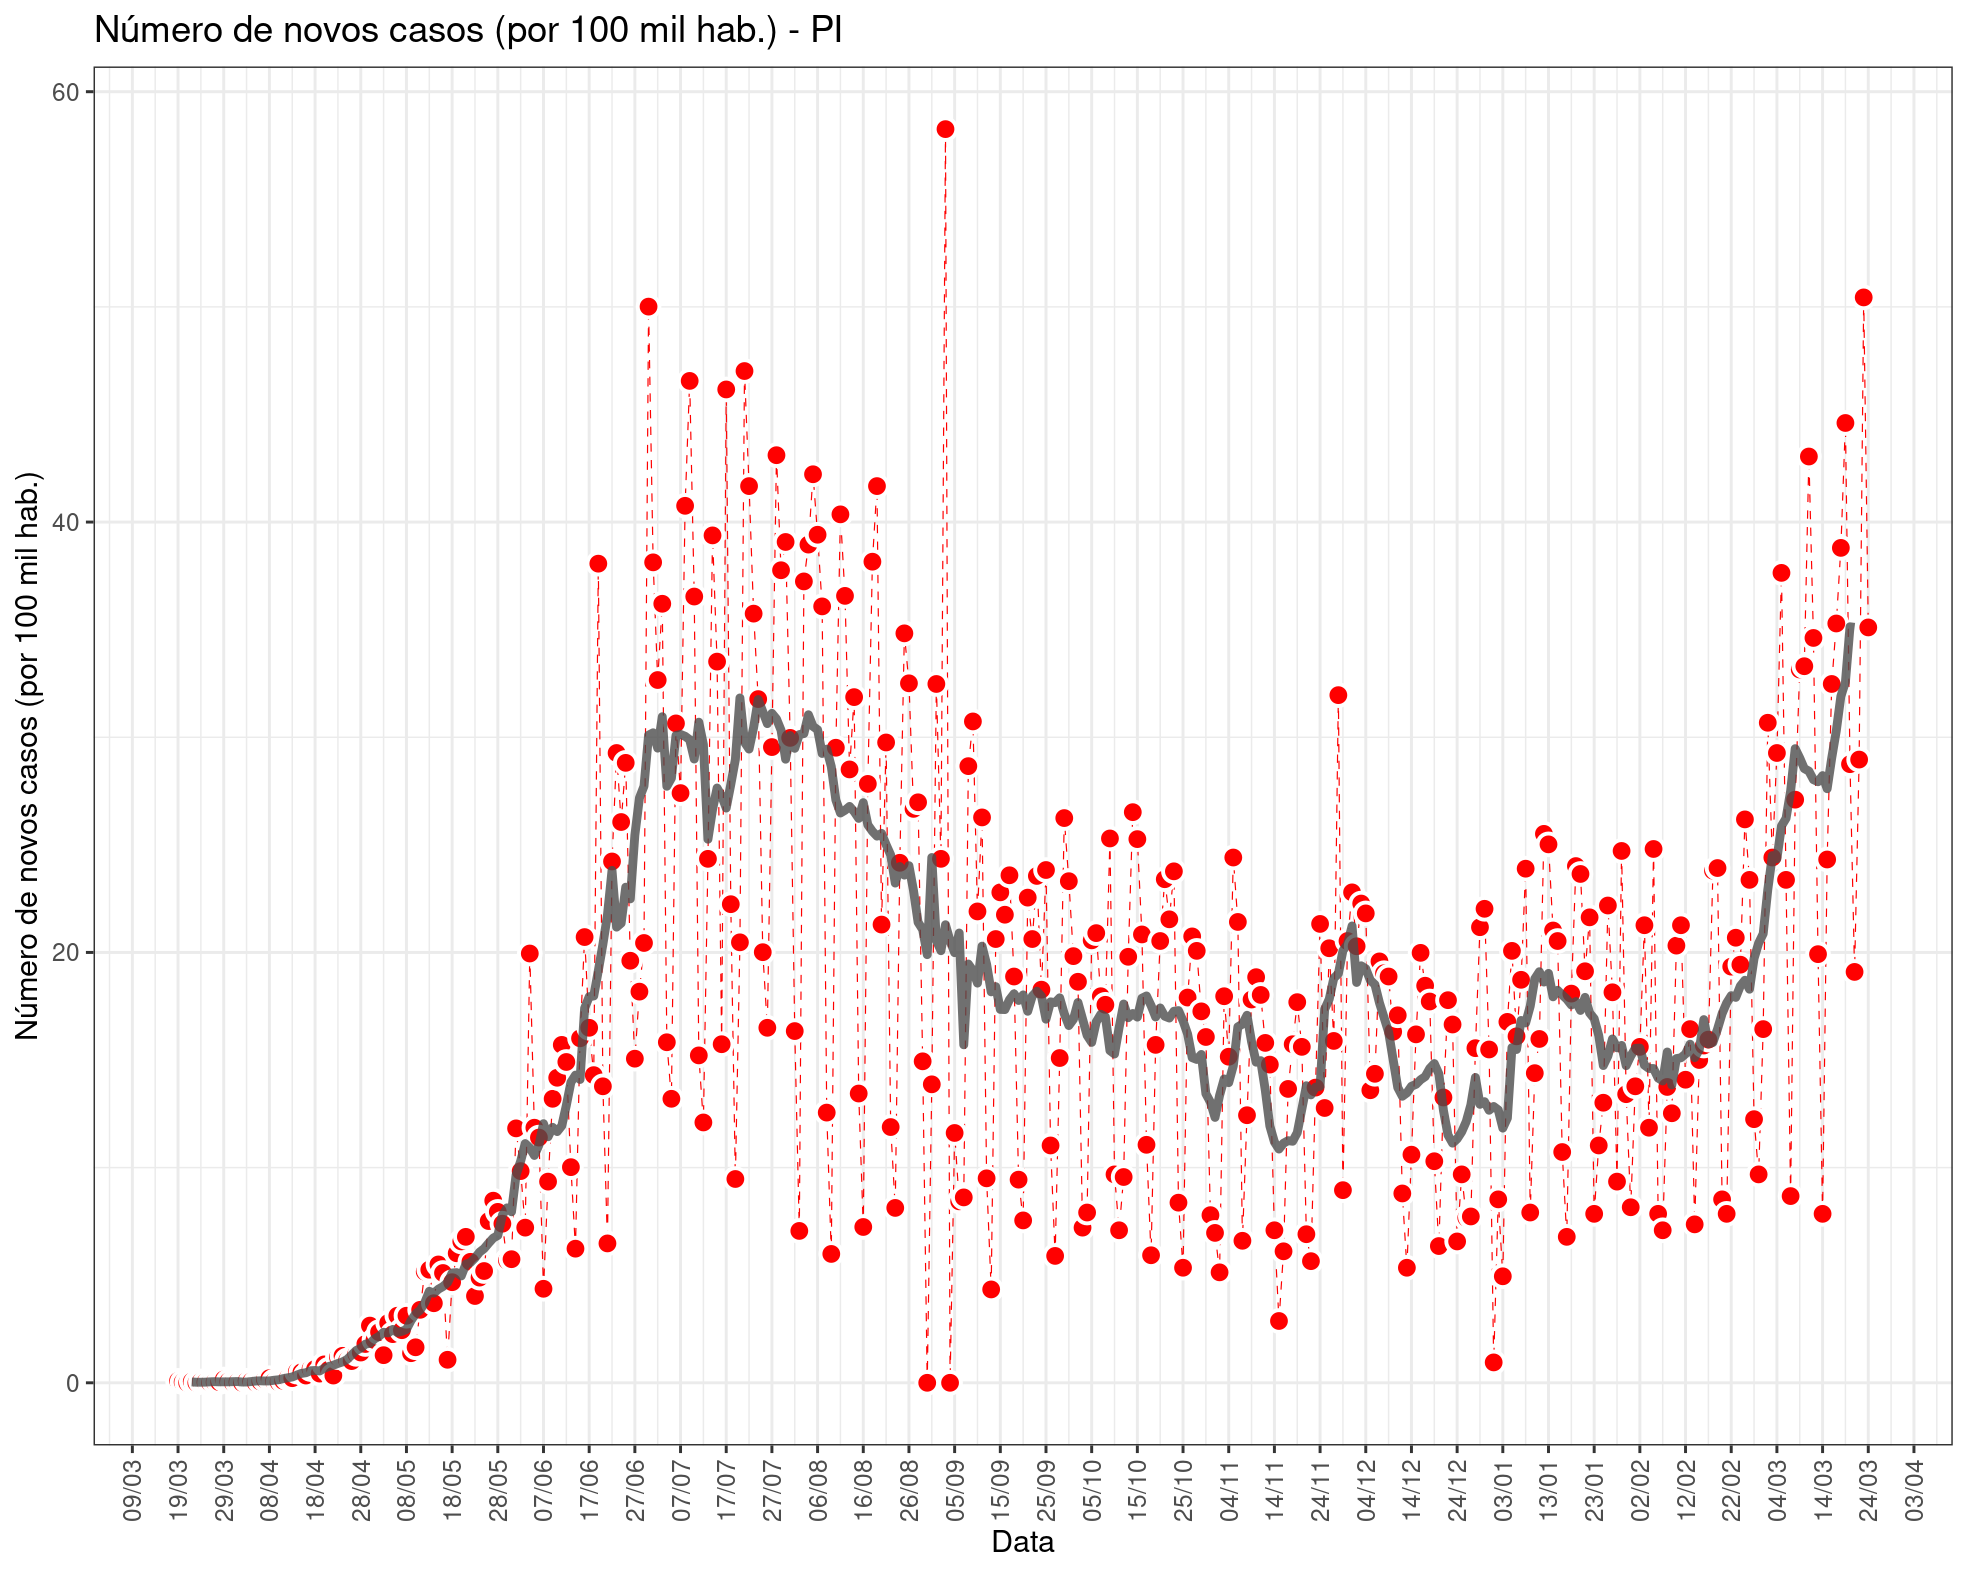 Número de novos casos (por 100 mil hab.) - PI
Número de novos casos (por 100 mil hab.)
60
40
20
0
09/03 19/03 29/03 08/04 18/04 28/04 08/05 18/05 28/05 07/06 17/06 27/06 07/07 17/07 27/07 06/08 16/08 26/08 05/09 15/09 25/09 05/10 15/10 25/10 04/11 14/11 24/11 04/12 14/12 24/12 03/01 13/01 23/01 02/02 12/02 22/02 04/03 14/03 24/03 03/04
Data